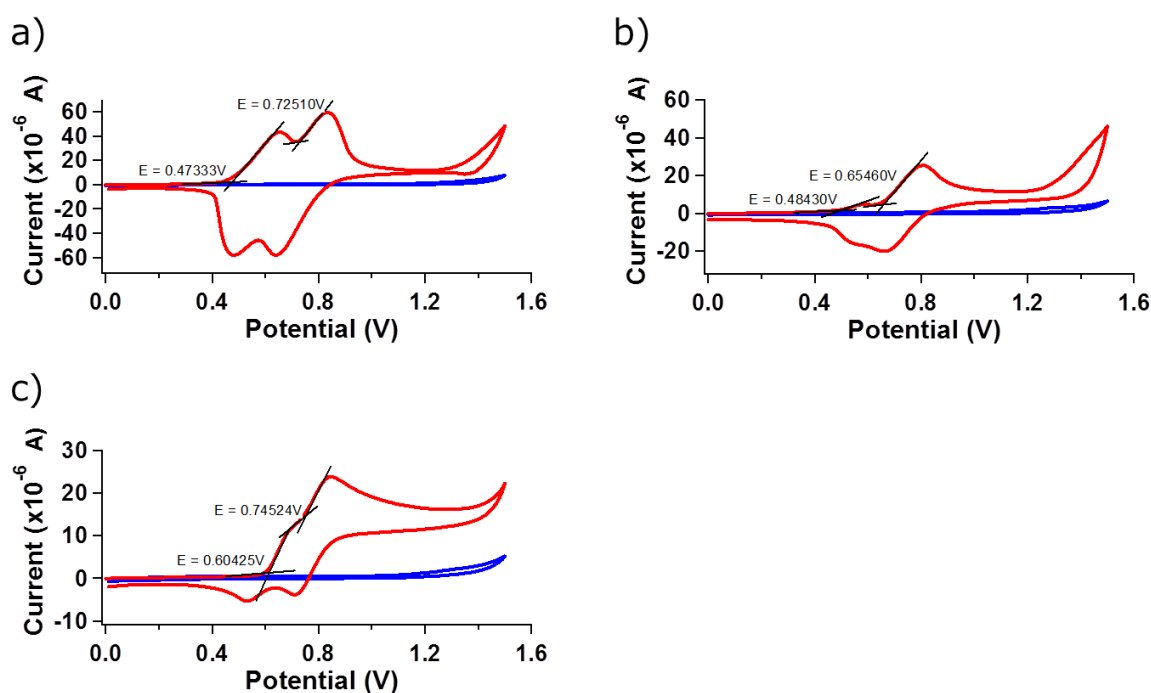 a)
Current (x10⁻⁶ A)
60
40
20
0
-20
-40
-60
E = 0.72510V
E = 0.47333V
0.0 0.4 0.8 1.2 1.6
Potential (V)
b)
Current (x10⁻⁶ A)
60
40
20
0
-20
E = 0.65460V
E = 0.48430V
0.0 0.4 0.8 1.2 1.6
Potential (V)
c)
Current (x10⁻⁶ A)
30
20
10
0
-10
E = 0.74524V
E = 0.60425V
0.0 0.4 0.8 1.2 1.6
Potential (V)